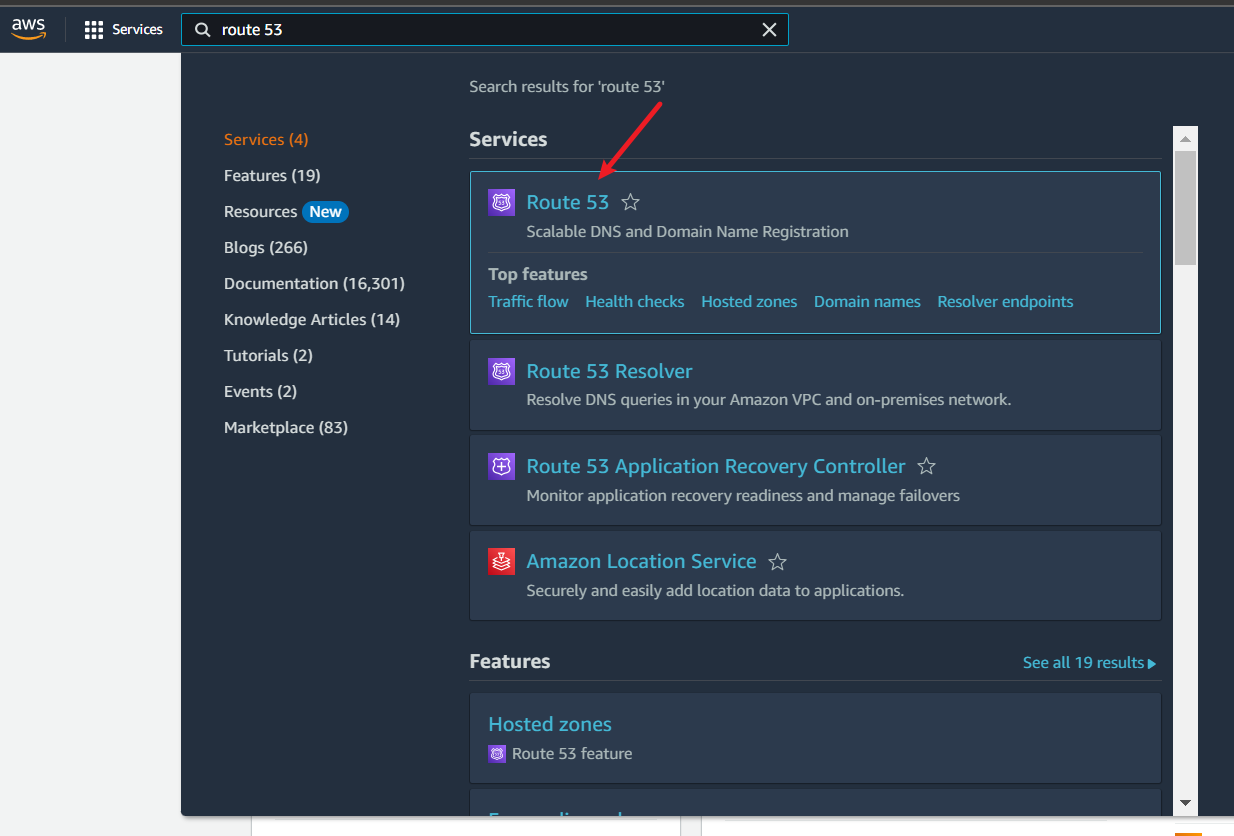 aws
Services
route 53
Search results for 'route 53'
Services (4)
Features (19)
Resources New
Blogs (266)
Documentation (16,301)
Knowledge Articles (14)
Tutorials (2)
Events (2)
Marketplace (83)
Services
Route 53
Scalable DNS and Domain Name Registration
Top features
Traffic flow Health checks Hosted zones Domain names Resolver endpoints
Route 53 Resolver
Resolve DNS queries in your Amazon VPC and on-premises network.
Route 53 Application Recovery Controller
Monitor application recovery readiness and manage failovers
Amazon Location Service
Securely and easily add location data to applications.
Features
See all 19 results
Hosted zones
Route 53 feature